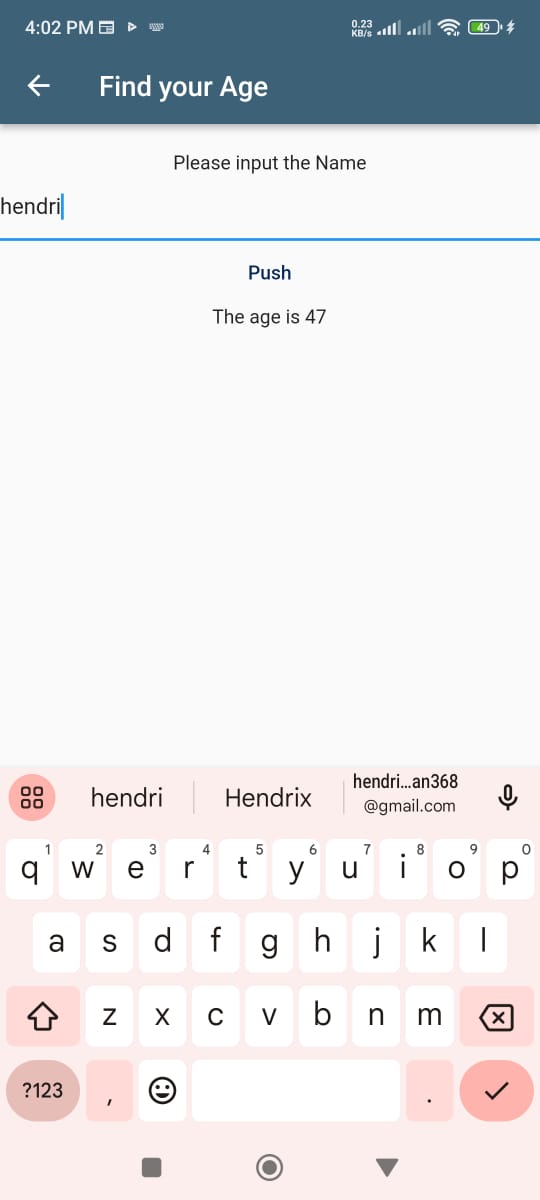 4:02 PM
0.23
KB/s
49
Find your Age
Please input the Name
hendri
Push
The age is 47
hendri
Hendrix
hendri...an368
@gmail.com
1 2 3 4 5 6 7 8 9 0
q w e r t y u i o p
a s d f g h j k l
z x c v b n m
?123 , .